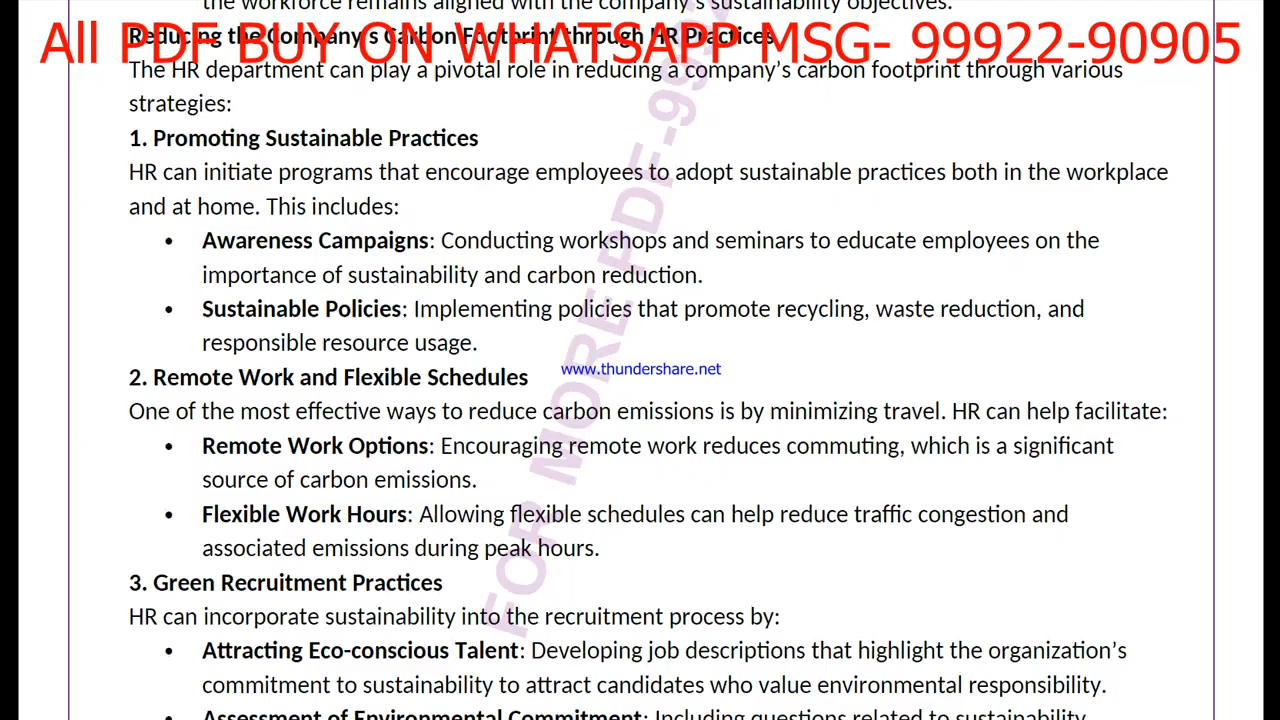 the workforce remains aligned with the company's sustainability objectives.
All PDF BUY ON WHATSAPP MSG- 99922-90905
Reducing the Company's Carbon Footprint through HR Practices
The HR department can play a pivotal role in reducing a company's carbon footprint through various
strategies:
1. Promoting Sustainable Practices
HR can initiate programs that encourage employees to adopt sustainable practices both in the workplace
and at home. This includes:
• Awareness Campaigns: Conducting workshops and seminars to educate employees on the
importance of sustainability and carbon reduction.
• Sustainable Policies: Implementing policies that promote recycling, waste reduction, and
responsible resource usage.
www.thundershare.net
2. Remote Work and Flexible Schedules
One of the most effective ways to reduce carbon emissions is by minimizing travel. HR can help facilitate:
• Remote Work Options: Encouraging remote work reduces commuting, which is a significant
source of carbon emissions.
• Flexible Work Hours: Allowing flexible schedules can help reduce traffic congestion and
associated emissions during peak hours.
3. Green Recruitment Practices
HR can incorporate sustainability into the recruitment process by:
• Attracting Eco-conscious Talent: Developing job descriptions that highlight the organization's
commitment to sustainability to attract candidates who value environmental responsibility.
• Assessment of Environmental Commitment: Including questions related to sustainability
FOR MORE PDF-999